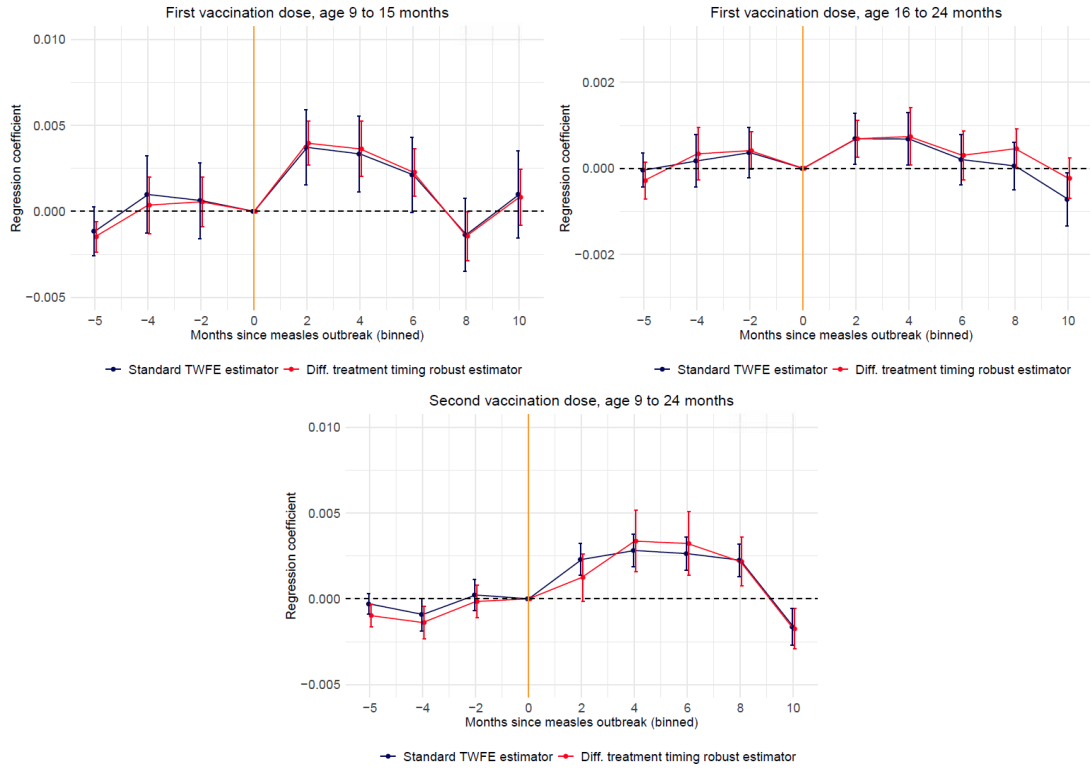 First vaccination dose, age 9 to 15 months
0.010
0.005
0.000
−0.005
Regression coefficient
−5 −4 −2 0 2 4 6 8 10
Months since measles outbreak (binned)
Standard TWFE estimator Diff. treatment timing robust estimator
First vaccination dose, age 16 to 24 months
0.002
0.000
−0.002
Regression coefficient
−5 −4 −2 0 2 4 6 8 10
Months since measles outbreak (binned)
Standard TWFE estimator Diff. treatment timing robust estimator
Second vaccination dose, age 9 to 24 months
0.010
0.005
0.000
−0.005
Regression coefficient
−5 −4 −2 0 2 4 6 8 10
Months since measles outbreak (binned)
Standard TWFE estimator Diff. treatment timing robust estimator